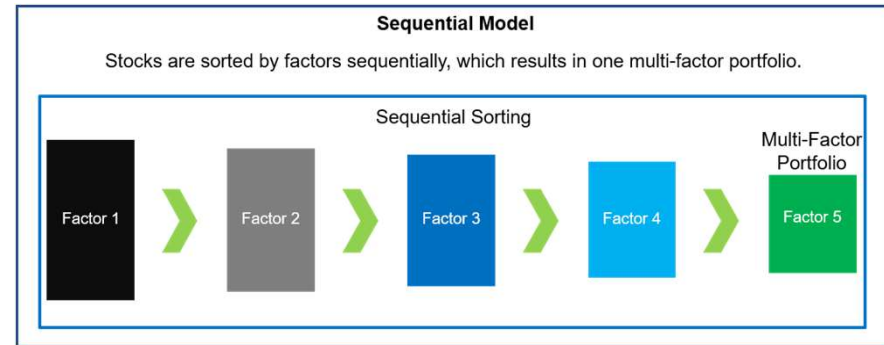 Sequential Model
Stocks are sorted by factors sequentially, which results in one multi-factor portfolio.
Sequential Sorting
Factor 1
Factor 2
Factor 3
Factor 4
Multi-Factor
Portfolio
Factor 5